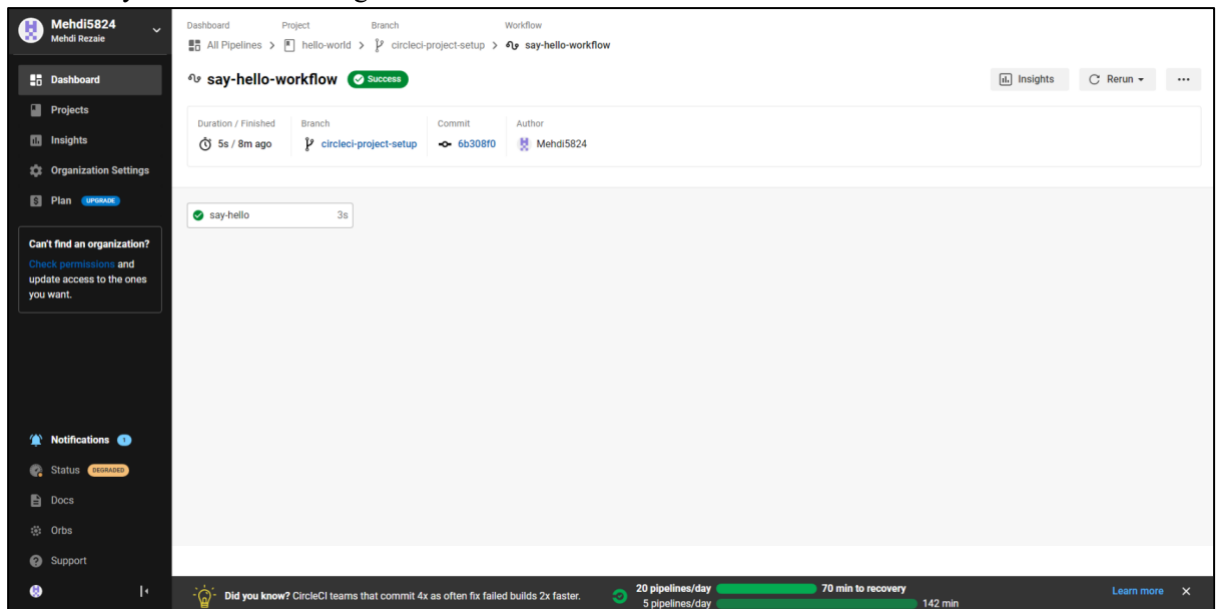 Mehdi5824
Mehdi Rezaie
Dashboard
Projects
Insights
Organization Settings
Plan UPGRADE
Can't find an organization?
Check permissions and
update access to the ones
you want.
Notifications 1
Status DEGRADED
Docs
Orbs
Support
Dashboard Project Branch Workflow
All Pipelines > hello-world > circleci-project-setup > say-hello-workflow
say-hello-workflow Success
Insights Rerun ...
Duration / Finished Branch Commit Author
5s / 8m ago circleci-project-setup 6b308f0 Mehdi5824
say-hello 3s
Did you know? CircleCI teams that commit 4x as often fix failed builds 2x faster.
20 pipelines/day 70 min to recovery
5 pipelines/day 142 min
Learn more ×